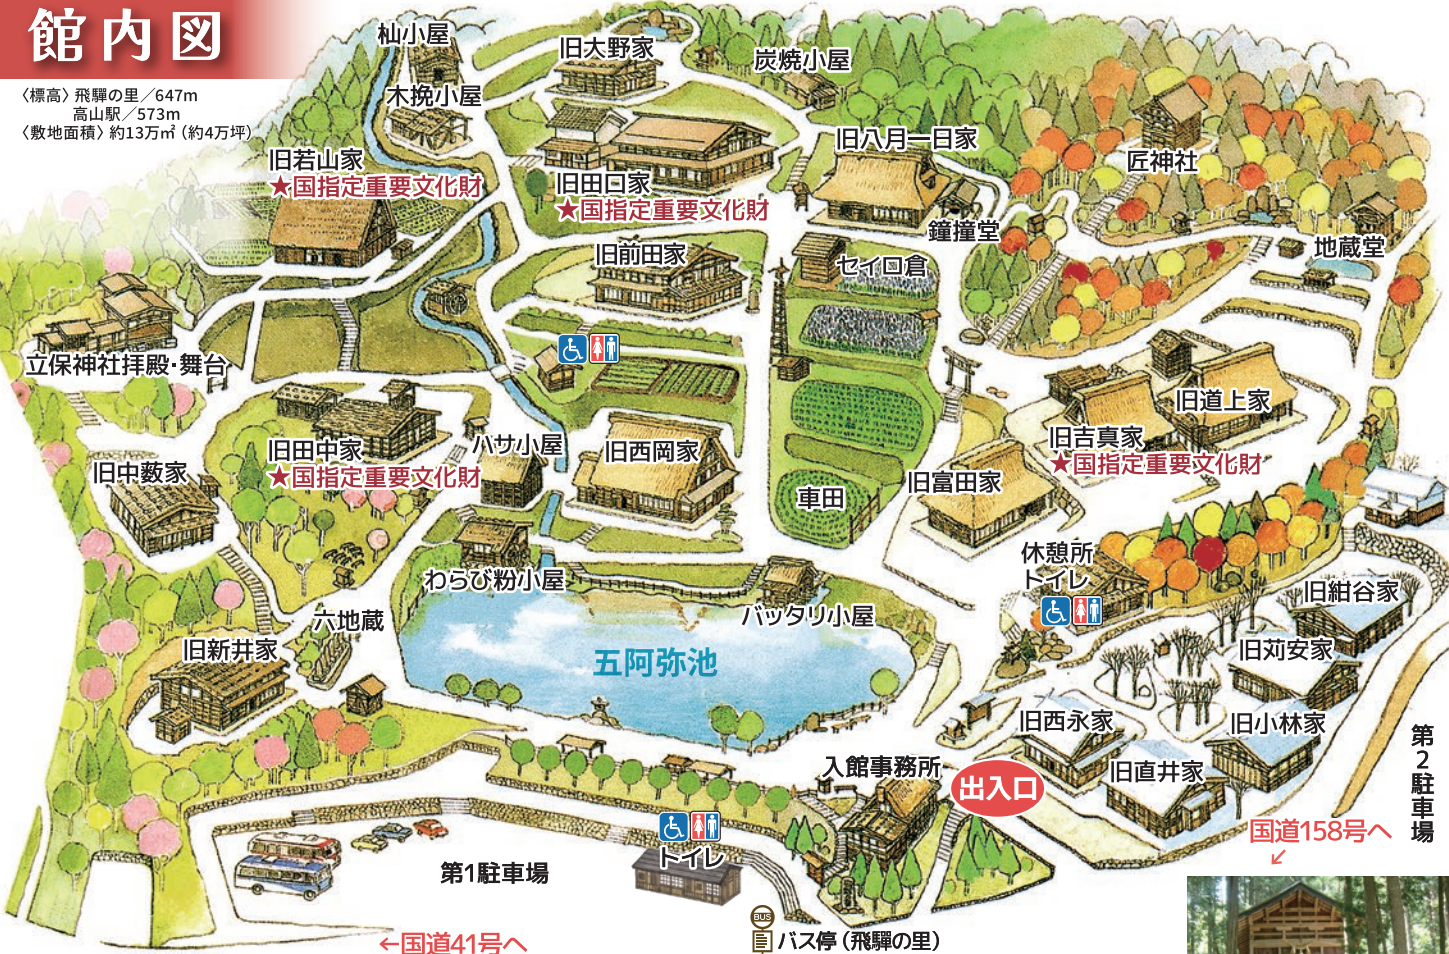 館内図
〈標高〉飛驒の里／647m
高山駅／573m
〈敷地面積〉約13万㎡（約4万坪）
杣小屋
旧大野家
炭焼小屋
木挽小屋
旧八月一日家
匠神社
旧若山家
★国指定重要文化財
旧田口家
★国指定重要文化財
鐘撞堂
地蔵堂
旧前田家
セイロ倉
立保神社拝殿・舞台
旧道上家
旧吉真家
★国指定重要文化財
旧田中家
★国指定重要文化財
ハサ小屋
旧西岡家
旧中薮家
車田
旧富田家
休憩所
トイレ
わらび粉小屋
バッタリ小屋
旧紺谷家
六地蔵
旧新井家
五阿弥池
旧苅安家
旧西永家
旧小林家
旧直井家
入館事務所
出入口
第2駐車場
国道158号へ
トイレ
第1駐車場
BUS
バス停（飛驒の里）
←国道41号へ